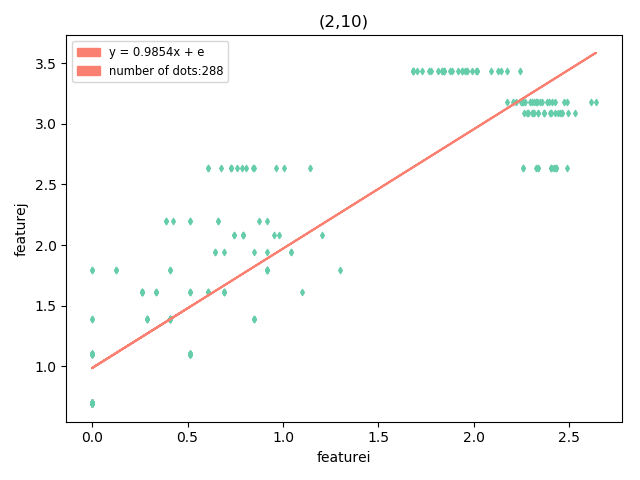 (2,10)
y = 0.9854x + e
number of dots:288
3.5
3.0
2.5
2.0
1.5
1.0
featurej
0.0 0.5 1.0 1.5 2.0 2.5
featurei